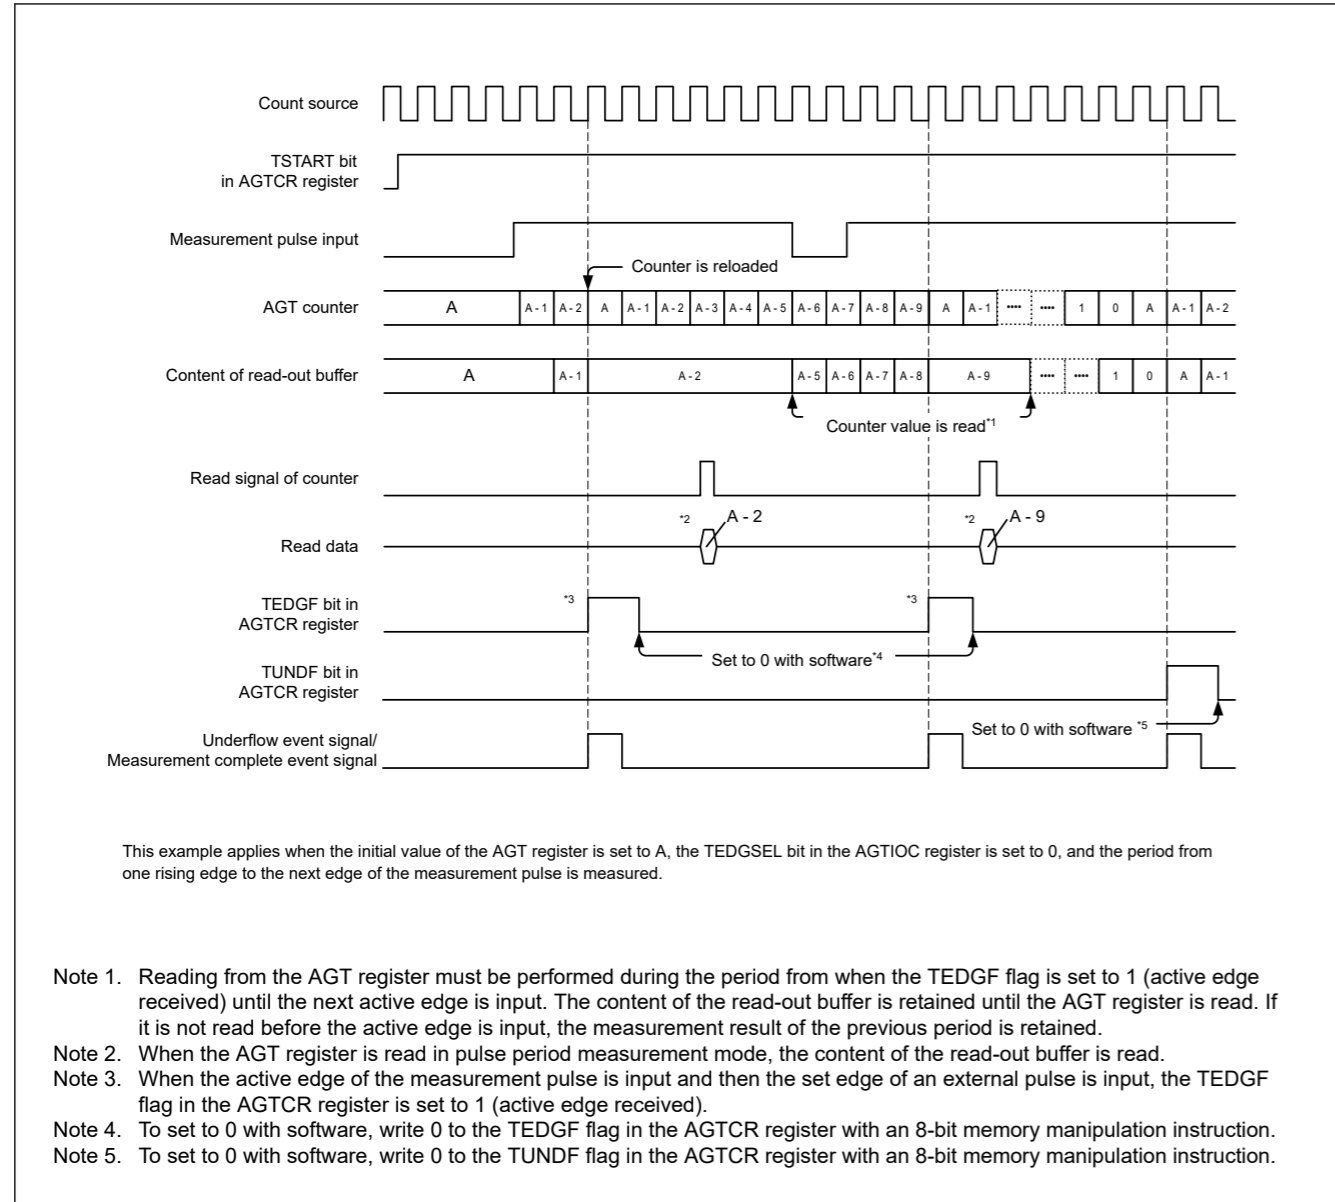 Count source
TSTART bit
in AGTCR register
Measurement pulse input
Counter is reloaded
AGT counter
A A - 1 A - 2 A A - 1 A - 2 A - 3 A - 4 A - 5 A - 6 A - 7 A - 8 A - 9 A A - 1 •••• •••• 1 0 A A - 1 A - 2
Content of read-out buffer
A A - 1 A - 2 A - 5 A - 6 A - 7 A - 8 A - 9 •••• •••• 1 0 A A - 1
Counter value is read*1
Read signal of counter
*2 A - 2 *2 A - 9
Read data
TEDGF bit in
AGTCR register
*3 *3
Set to 0 with software*4
TUNDF bit in
AGTCR register
Set to 0 with software *5
Underflow event signal/
Measurement complete event signal
This example applies when the initial value of the AGT register is set to A, the TEDGSEL bit in the AGTIOC register is set to 0, and the period from
one rising edge to the next edge of the measurement pulse is measured.
Note 1. Reading from the AGT register must be performed during the period from when the TEDGF flag is set to 1 (active edge
received) until the next active edge is input. The content of the read-out buffer is retained until the AGT register is read. If
it is not read before the active edge is input, the measurement result of the previous period is retained.
Note 2. When the AGT register is read in pulse period measurement mode, the content of the read-out buffer is read.
Note 3. When the active edge of the measurement pulse is input and then the set edge of an external pulse is input, the TEDGF
flag in the AGTCR register is set to 1 (active edge received).
Note 4. To set to 0 with software, write 0 to the TEDGF flag in the AGTCR register with an 8-bit memory manipulation instruction.
Note 5. To set to 0 with software, write 0 to the TUNDF flag in the AGTCR register with an 8-bit memory manipulation instruction.